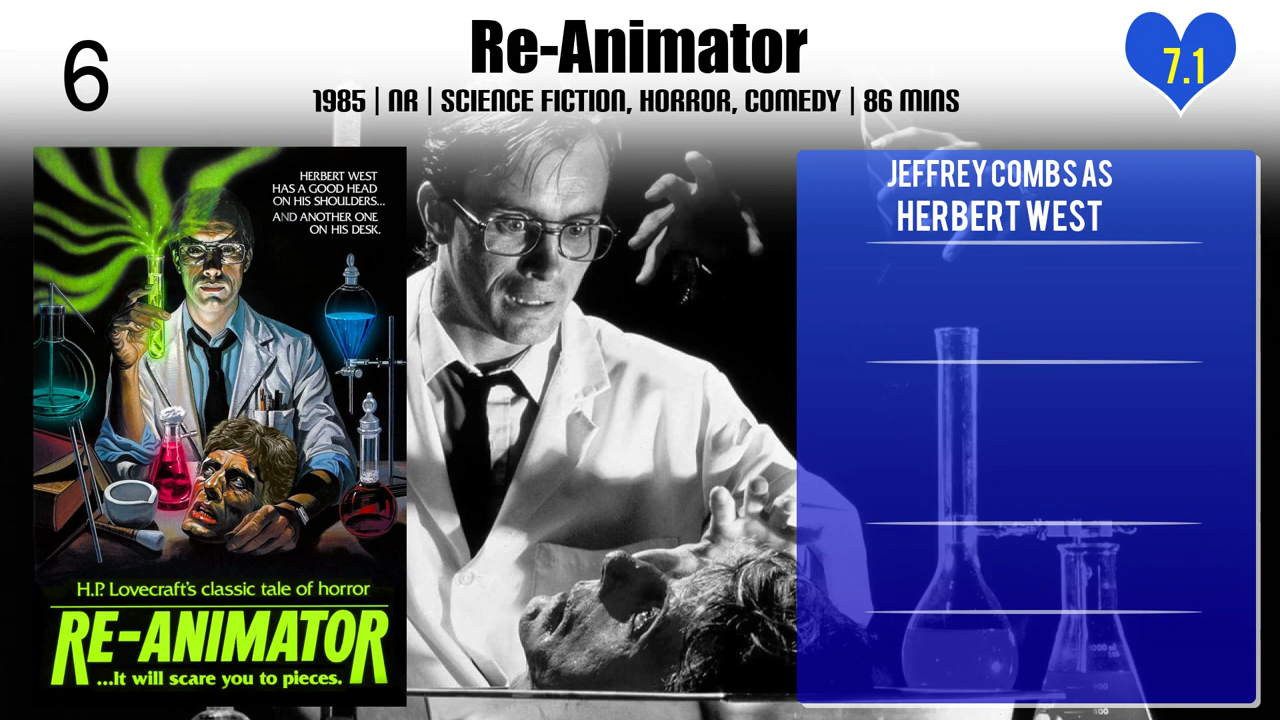 6
Re-Animator
7.1
1985 | NR | SCIENCE FICTION, HORROR, COMEDY | 86 MINS
HERBERT WEST
HAS A GOOD HEAD
ON HIS SHOULDERS...
AND ANOTHER ONE
ON HIS DESK.
H.P. Lovecraft's classic tale of horror
RE-ANIMATOR
...It will scare you to pieces.
JEFFREY COMBS AS
HERBERT WEST